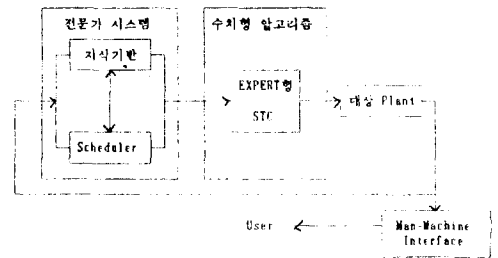 전문가 시스템
수치형 알고리즘
지식기반
EXPERT형
STC
대상 Plant
Scheduler
User
Man-Machine
Interface